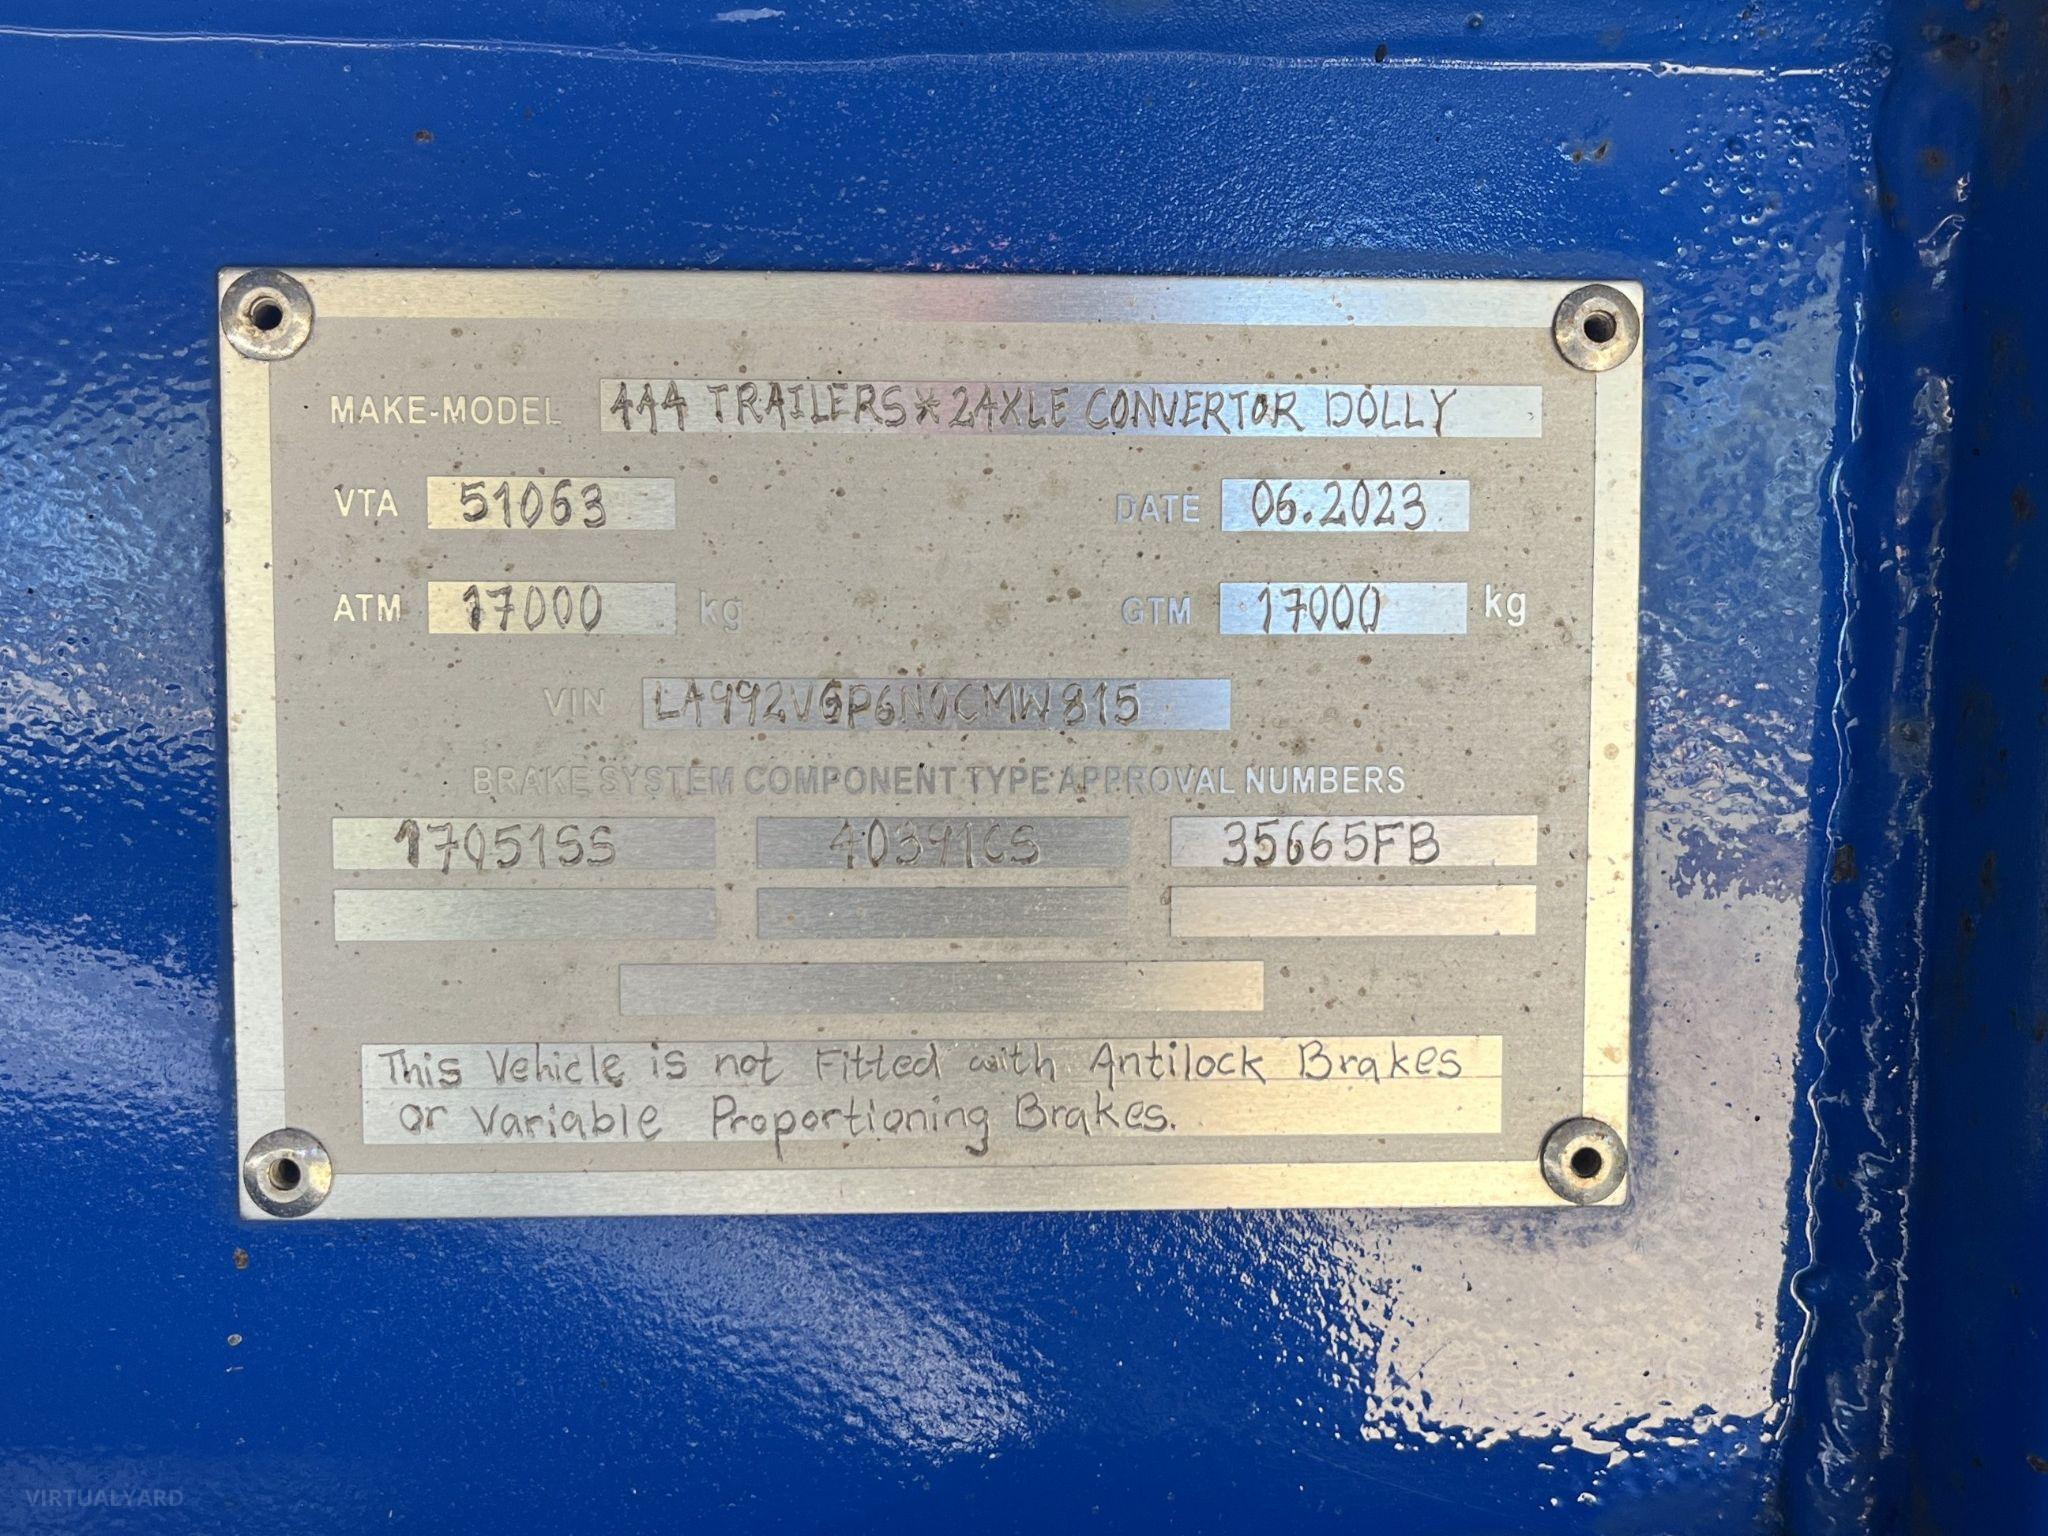 MAKE-MODEL AAA TRAILERS*2AXLE CONVERTOR DOLLY
VTA 51063 DATE 06.2023
ATM 17000 kg GTM 17000 kg
VIN LA992VGP6N0CMW815
BRAKE SYSTEM COMPONENT TYPE APPROVAL NUMBERS
17051SS 40391CS 35665FB
This Vehicle is not Fitted with Antilock Brakes
or Variable Proportioning Brakes.
VIRTUALYARD